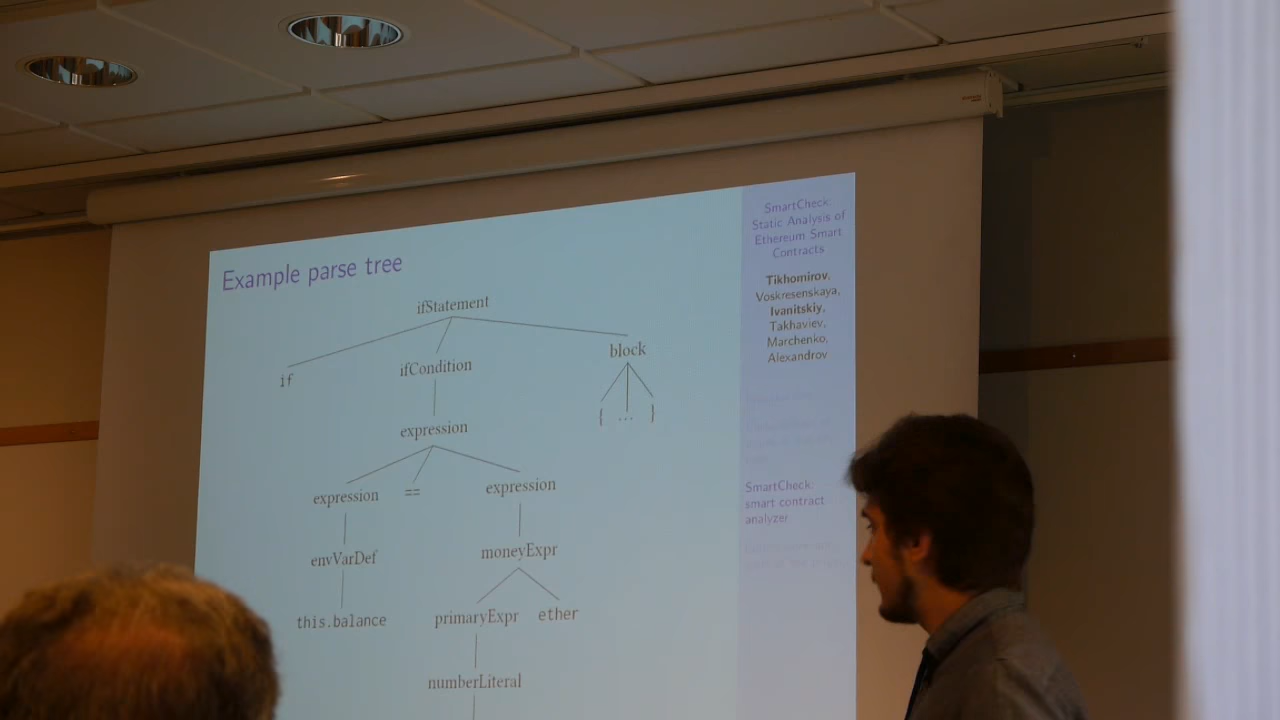 Example parse tree
ifStatement
if
ifCondition
block
expression
{ ... }
expression == expression
envVarDef
moneyExpr
this.balance
primaryExpr
ether
numberLiteral
SmartCheck:
Static Analysis of
Ethereum Smart
Contracts
Tikhomirov,
Voskresenskaya,
Ivanitskiy,
Takhaviev,
Marchenko,
Alexandrov
SmartCheck:
smart contract
analyzer